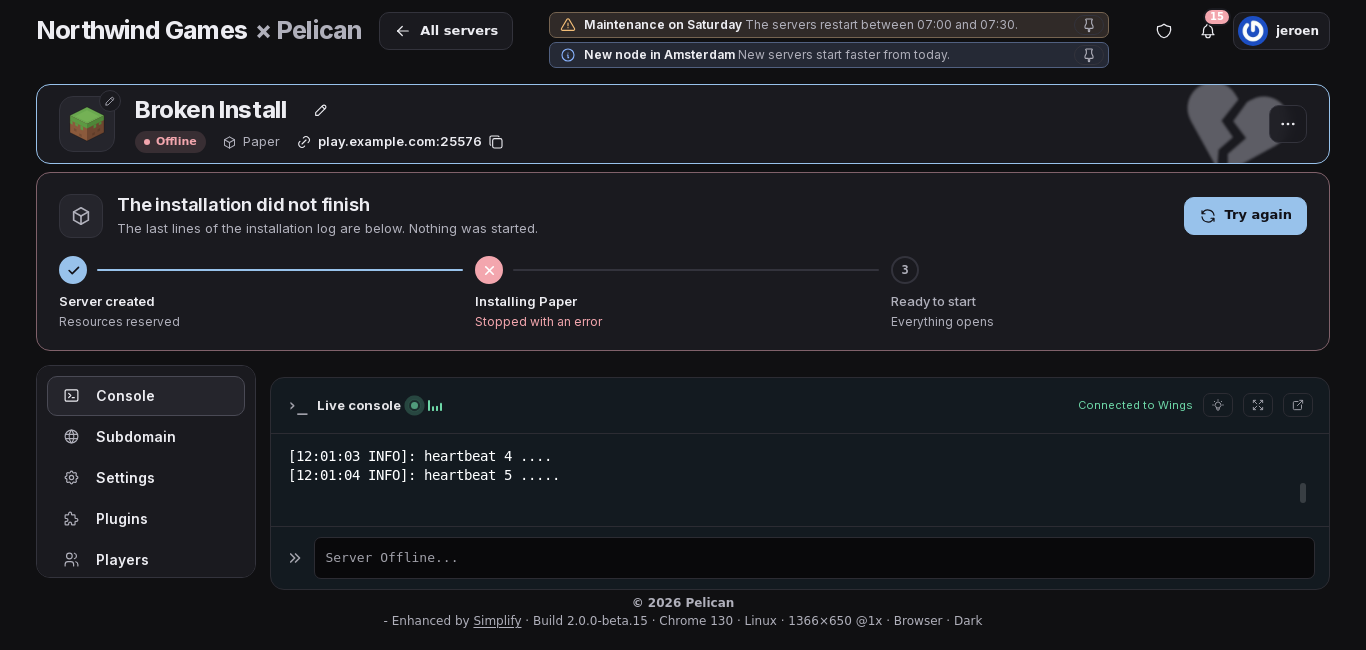 Northwind Games × Pelican
All servers
Maintenance on Saturday The servers restart between 07:00 and 07:30.
New node in Amsterdam New servers start faster from today.
15
jeroen
Broken Install
Offline
Paper
play.example.com:25576
The installation did not finish
The last lines of the installation log are below. Nothing was started.
Try again
3
Server created
Resources reserved
Installing Paper
Stopped with an error
Ready to start
Everything opens
Console
Subdomain
Settings
Plugins
Players
Live console
Connected to Wings
[12:01:03 INFO]: heartbeat 4 ....
[12:01:04 INFO]: heartbeat 5 .....
Server Offline...
© 2026 Pelican
- Enhanced by Simplify · Build 2.0.0-beta.15 · Chrome 130 · Linux · 1366×650 @1x · Browser · Dark